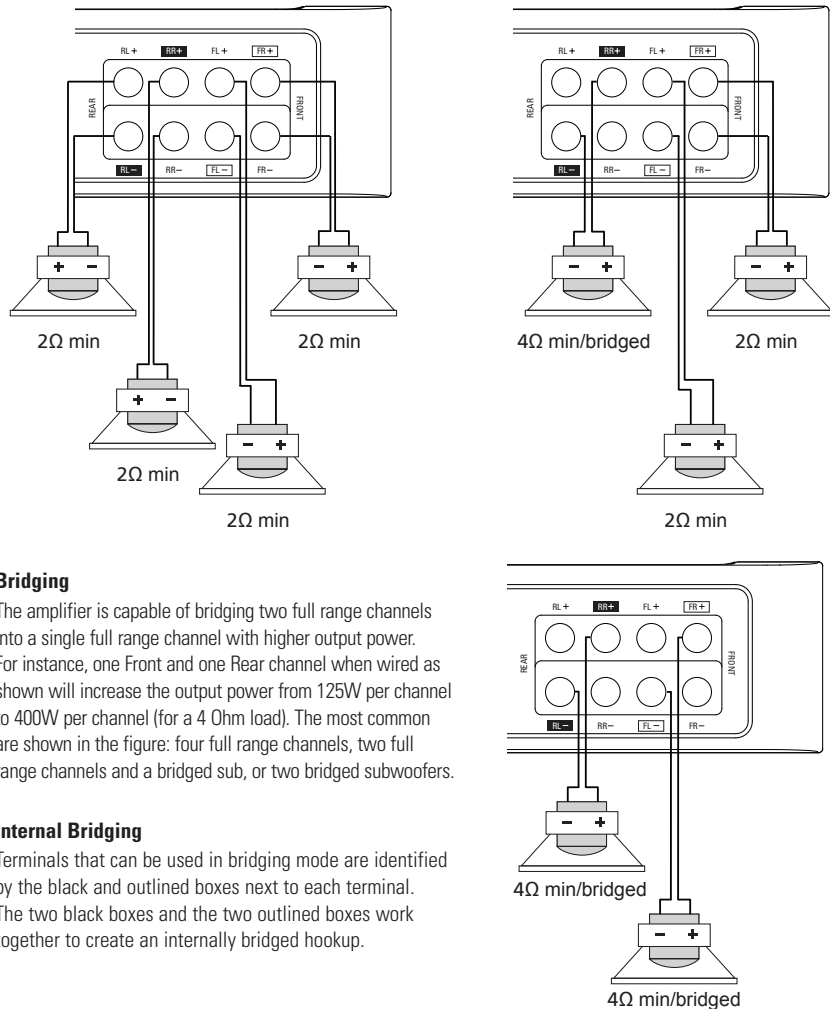 RL + RR+ FL + FR +
REAR
FRONT
RL − RR− FL − FR−
+ −
− +
2Ω min
2Ω min
+ −
2Ω min
− +
2Ω min
RL + RR+ FL + FR +
REAR
FRONT
RL− RR− FL − FR−
− +
− +
4Ω min/bridged
2Ω min
− +
2Ω min
Bridging
The amplifier is capable of bridging two full range channels
nto a single full range channel with higher output power.
For instance, one Front and one Rear channel when wired as
shown will increase the output power from 125W per channel
to 400W per channel (for a 4 Ohm load). The most common
are shown in the figure: four full range channels, two full
range channels and a bridged sub, or two bridged subwoofers.
nternal Bridging
Terminals that can be used in bridging mode are identified
by the black and outlined boxes next to each terminal.
The two black boxes and the two outlined boxes work
together to create an internally bridged hookup.
RL + RR+ FL + FR +
REAR
FRONT
RL − RR− FL − FR−
− +
4Ω min/bridged
− +
4Ω min/bridged